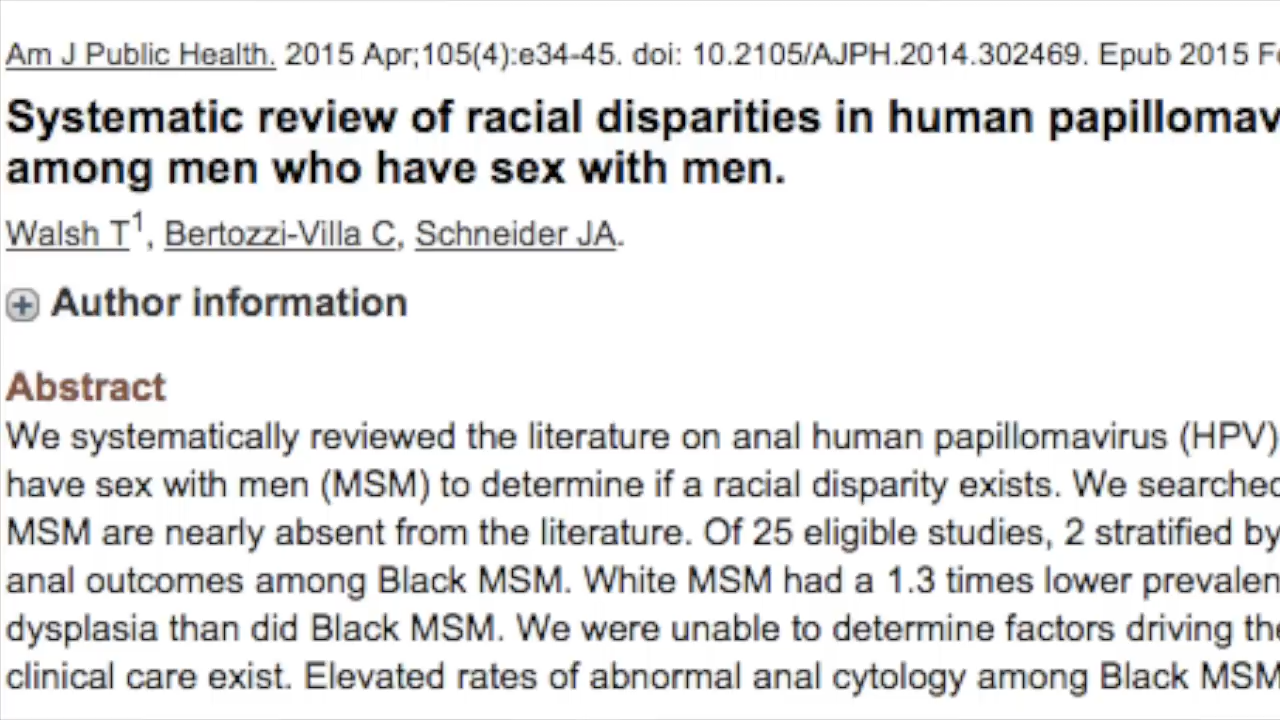 Am J Public Health. 2015 Apr;105(4):e34-45. doi: 10.2105/AJPH.2014.302469. Epub 2015
Systematic review of racial disparities in human
among men who have sex with men.
Walsh T1, Bertozzi-Villa C, Schneider JA.
Author information
Abstract
We systematically reviewed the literature on anal human papillomavirus (HPV)
have sex with men (MSM) to determine if a racial disparity exists. We searched
MSM are nearly absent from the literature. Of 25 eligible studies, 2 stratified by
anal outcomes among Black MSM. White MSM had a 1.3 times lower
dysplasia than did Black MSM. We were unable to determine factors driving
clinical care exist. Elevated rates of abnormal anal cytology among Black MSM